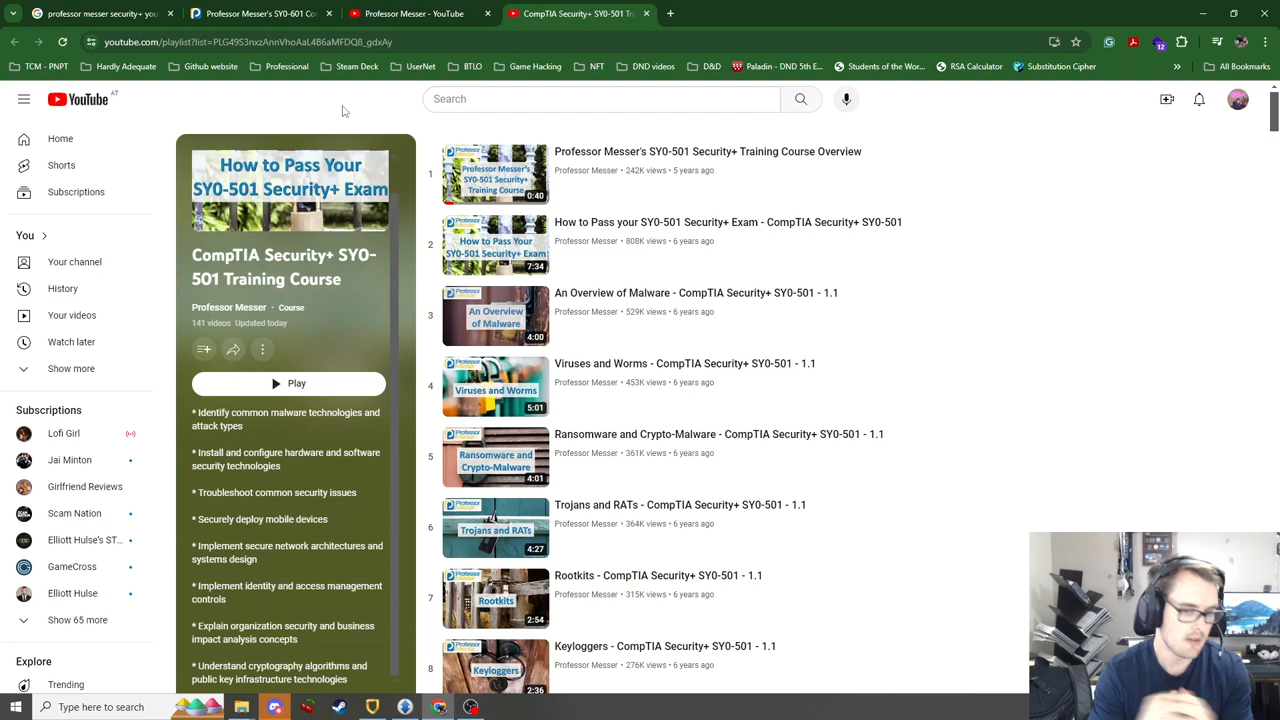 professor messer security+ you
Professor Messer's SY0-601 Co
Professor Messer - YouTube
CompTIA Security+ SY0-501 Tra
youtube.com/playlist?list=PLG49S3nxzAnnVhoAaL4B6aMFDQ8_gdxAy
12
TCM - PNPT
Hardly Adequate
GitHub website
Professional
Steam Deck
UserNet
GitHub
Udemy
NFT
D&D
Paladin - DND 5th E...
Students of the Wor...
RSA Calculator
Substitution Cipher
»
All Bookmarks
YouTube AT
Search
Home
Shorts
Subscriptions
You
Your channel
History
Your videos
Watch later
Show more
Subscriptions
Lofi Girl
Jai Minton
Girlfriend Reviews
Scam Nation
Elliott Hulse's ST...
GameCross
Elliott Hulse
Show 65 more
Explore
Trending
How to Pass Your
SY0-501 Security+ Exam
CompTIA Security+ SY0-
501 Training Course
Professor Messer · Course
141 videos Updated today
Play
* Identify common malware technologies and
attack types
* Install and configure hardware and software
security technologies
* Troubleshoot common security issues
* Securely deploy mobile devices
* Implement secure network architectures and
systems design
* Implement identity and access management
controls
* Explain organization security and business
impact analysis concepts
* Understand cryptography algorithms and
public key infrastructure technologies
1
Professor Messer's
SY0-501 Security+
Training Course
0:40
Professor Messer's SY0-501 Security+ Training Course Overview
Professor Messer • 242K views • 5 years ago
2
How to Pass Your
SY0-501 Security+ Exam
7:34
How to Pass your SY0-501 Security+ Exam - CompTIA Security+ SY0-501
Professor Messer • 808K views • 6 years ago
3
An Overview
of Malware
4:00
An Overview of Malware - CompTIA Security+ SY0-501 - 1.1
Professor Messer • 529K views • 6 years ago
4
Viruses and Worms
5:01
Viruses and Worms - CompTIA Security+ SY0-501 - 1.1
Professor Messer • 453K views • 6 years ago
5
Ransomware and
Crypto-Malware
4:01
Ransomware and Crypto-Malware - CompTIA Security+ SY0-501 - 1.1
Professor Messer • 361K views • 6 years ago
6
Trojans and RATs
4:27
Trojans and RATs - CompTIA Security+ SY0-501 - 1.1
Professor Messer • 364K views • 6 years ago
7
Rootkits
2:54
Rootkits - CompTIA Security+ SY0-501 - 1.1
Professor Messer • 315K views • 6 years ago
8
Keyloggers
2:36
Keyloggers - CompTIA Security+ SY0-501 - 1.1
Professor Messer • 276K views • 6 years ago
Type here to search